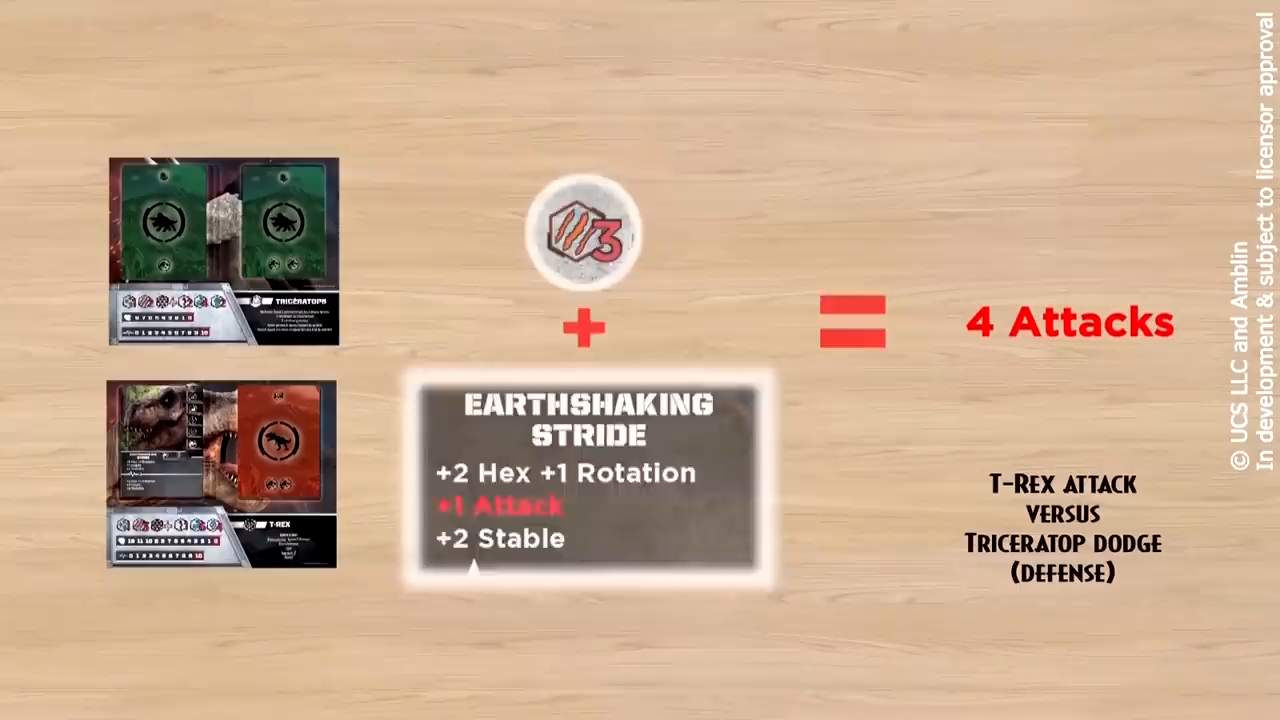 TRICERATOPS
T-REX
3
+
=
4 Attacks
EARTHSHAKING
STRIDE
+2 Hex +1 Rotation
+1 Attack
+2 Stable
T-REX ATTACK
VERSUS
TRICERATOP DODGE
(DEFENSE)
© UCS LLC and Amblin
In development & subject to licensor approval